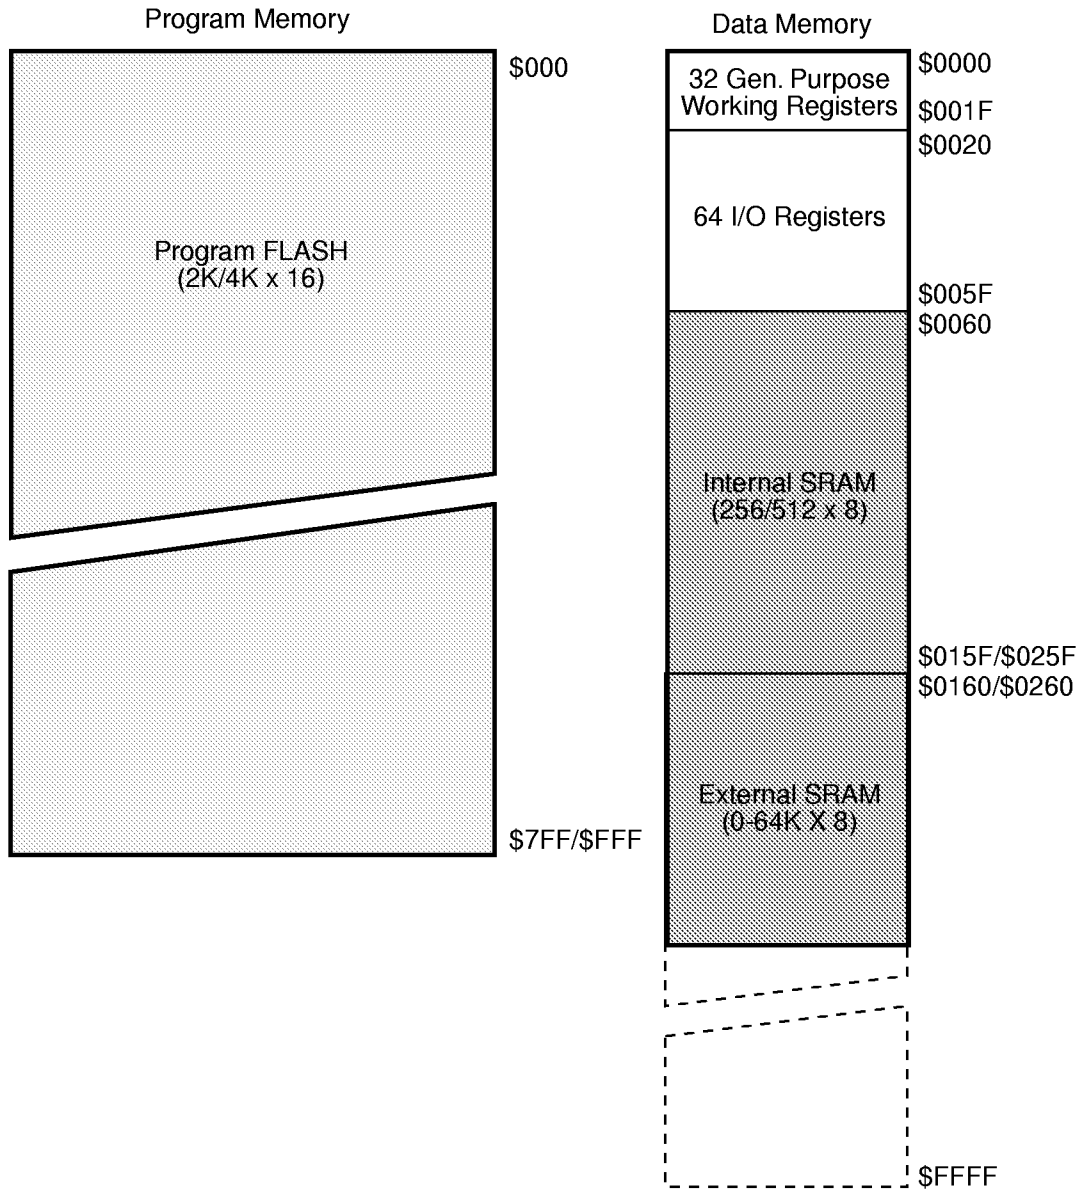 Program Memory
$000
Program FLASH
(2K/4K x 16)
$7FF/$FFF
Data Memory
$0000
32 Gen. Purpose
Working Registers
$001F
$0020
64 I/O Registers
$005F
$0060
Internal SRAM
(256/512 x 8)
$015F/$025F
$0160/$0260
External SRAM
(0-64K X 8)
$FFFF